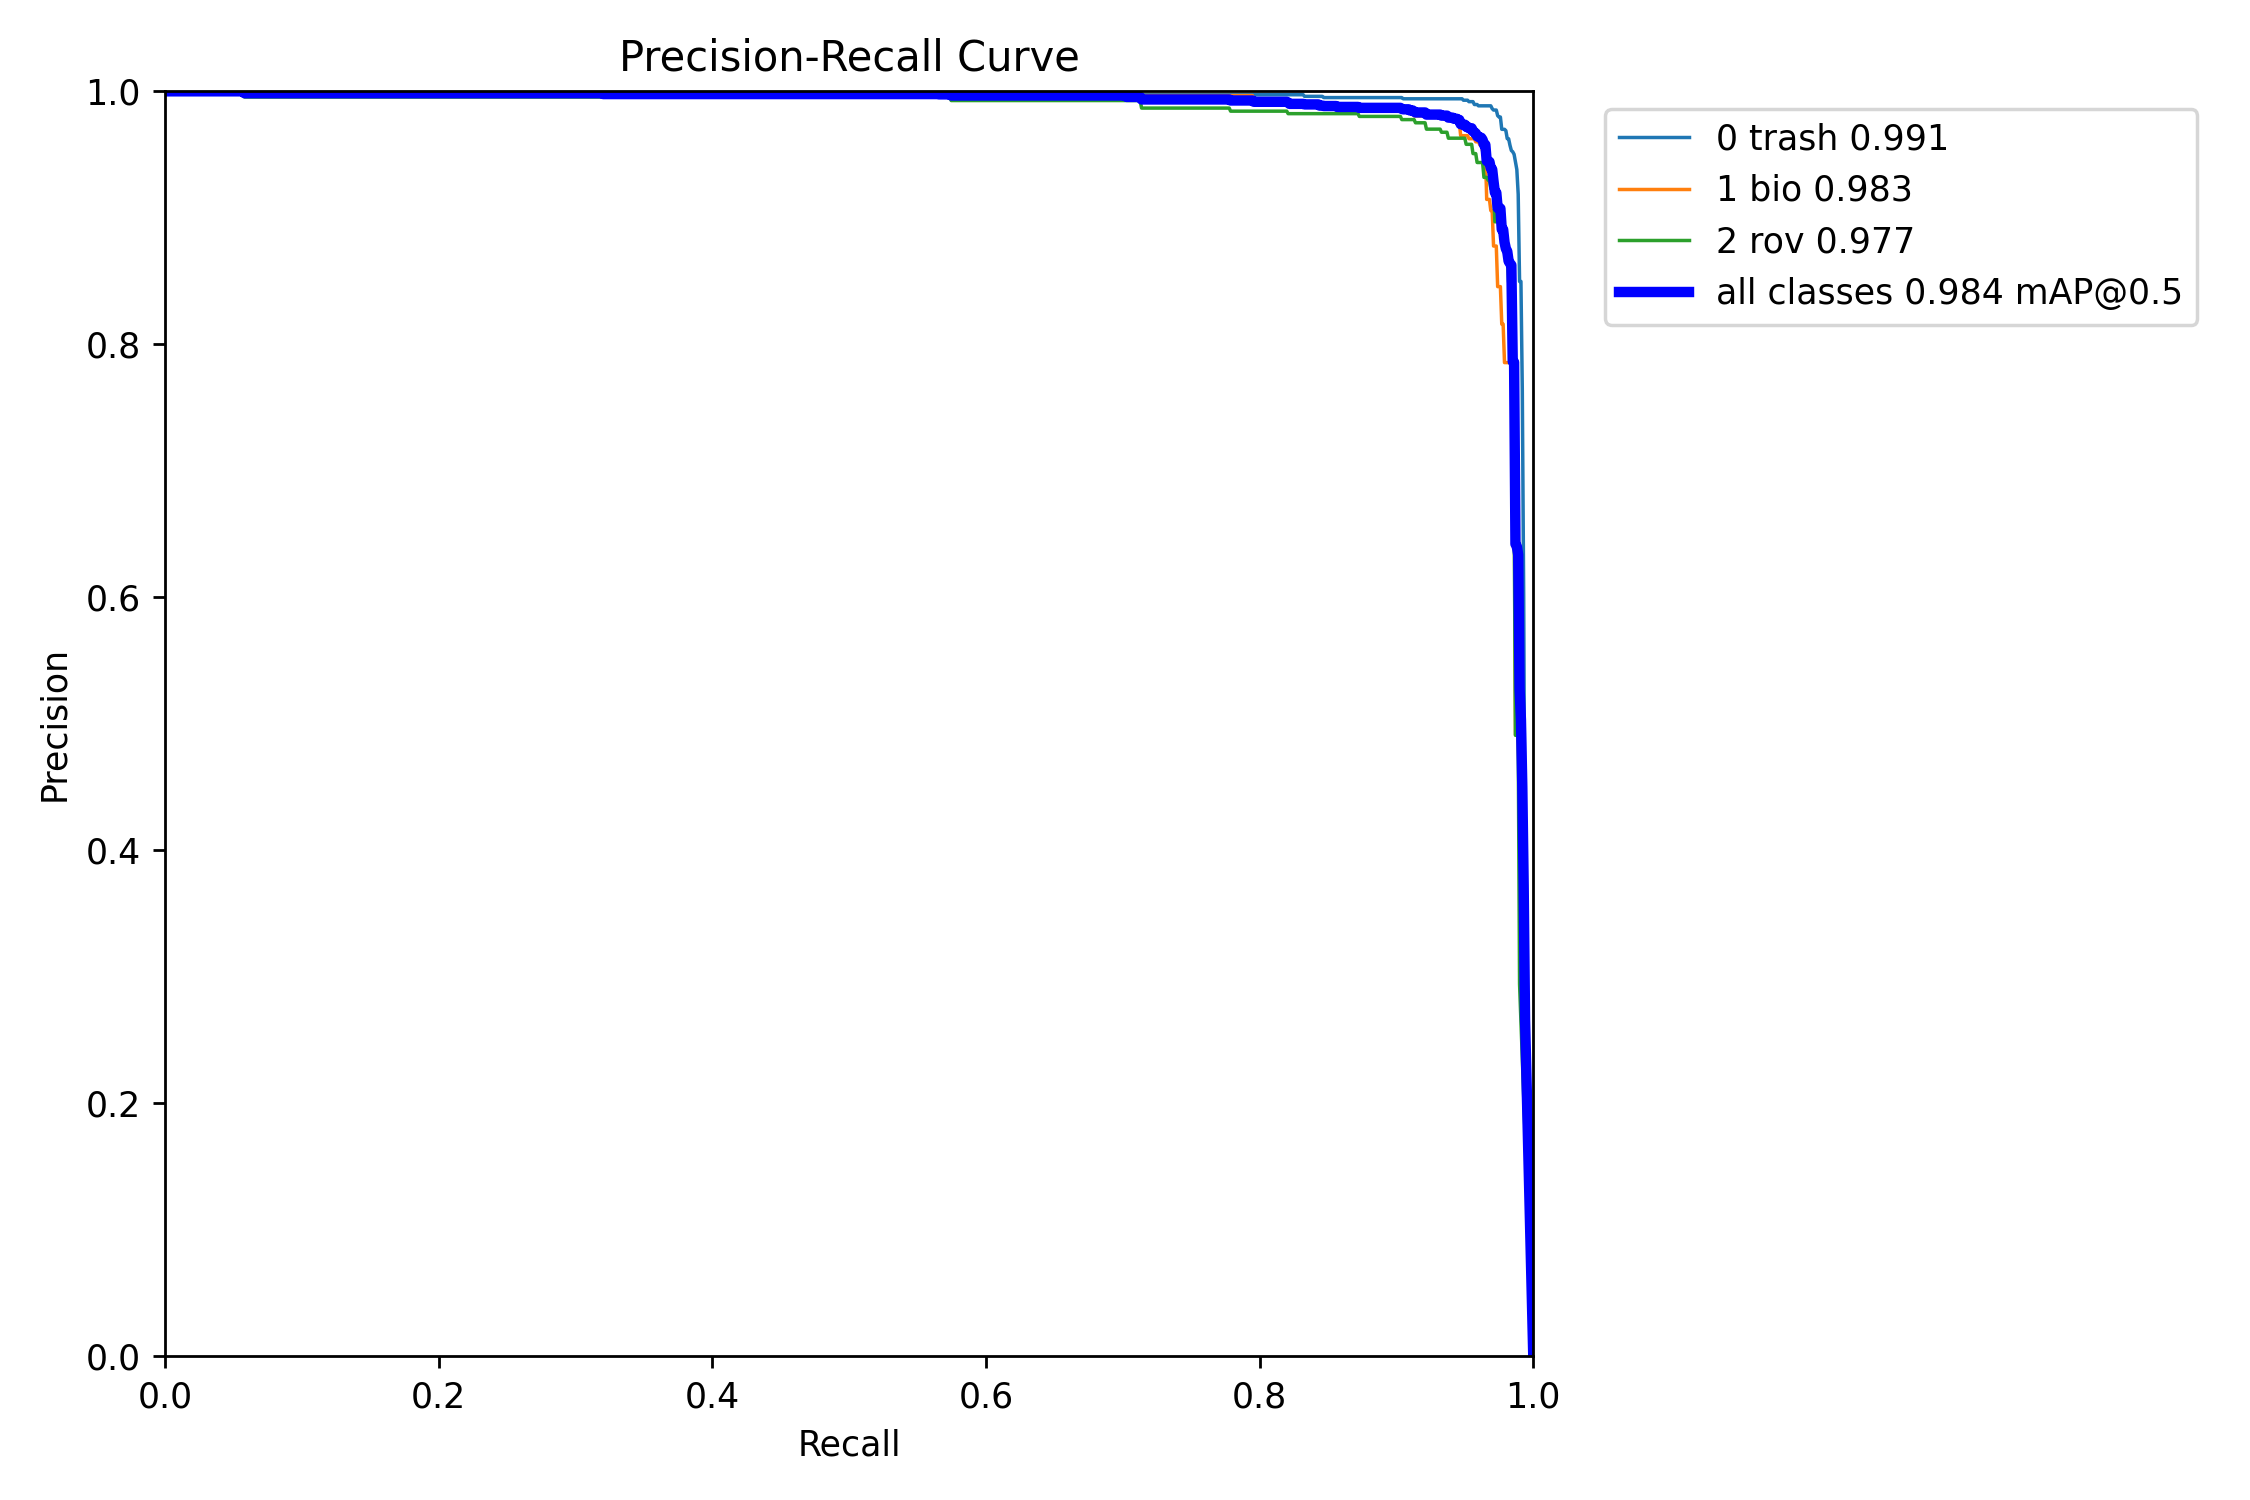 Precision-Recall Curve
1.0
0.8
0.6
0.4
0.2
0.0
Precision
0.0 0.2 0.4 0.6 0.8 1.0
Recall
0 trash 0.991
1 bio 0.983
2 rov 0.977
all classes 0.984 mAP@0.5